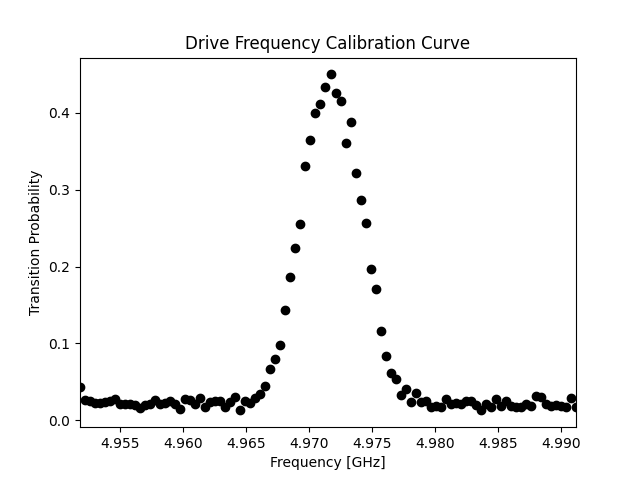 Drive Frequency Calibration Curve
Transition Probability
0.4
0.3
0.2
0.1
0.0
4.955 4.960 4.965 4.970 4.975 4.980 4.985 4.990
Frequency [GHz]